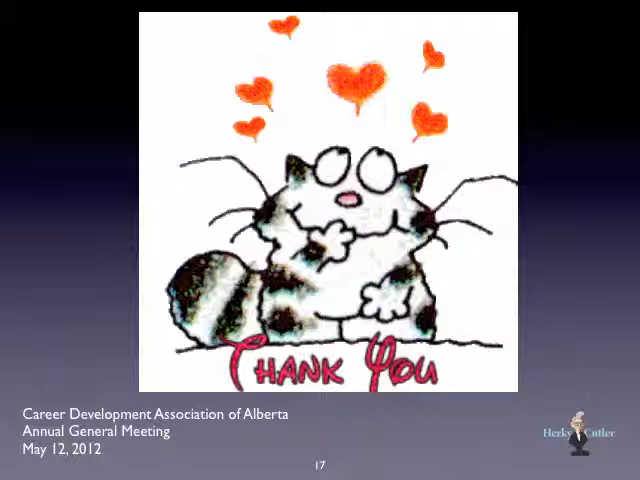 THANK YOU
Career Development Association of Alberta
Annual General Meeting
May 12, 2012
Herky Cutler
17